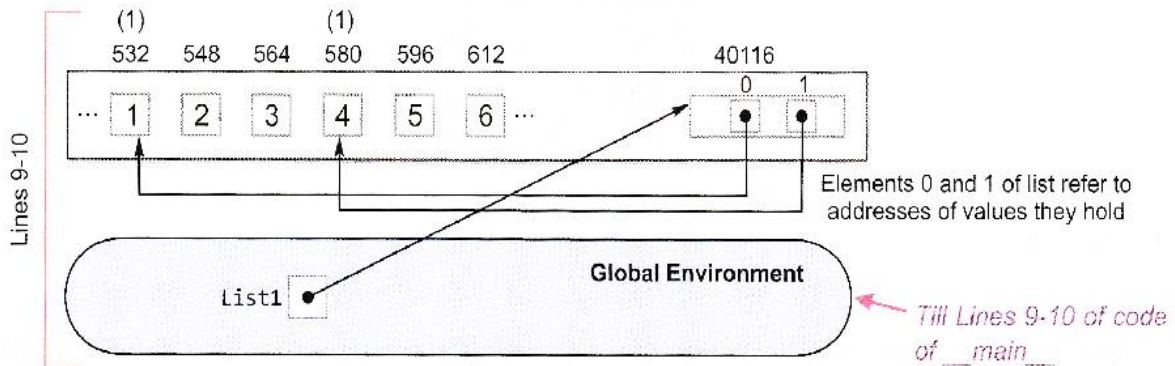 (1) (1)
532 548 564 580 596 612 40116
0 1
... 1 2 3 4 5 6 ...
Lines 9-10
Elements 0 and 1 of list refer to
addresses of values they hold
Global Environment
List1
Till Lines 9-10 of code
of __main__